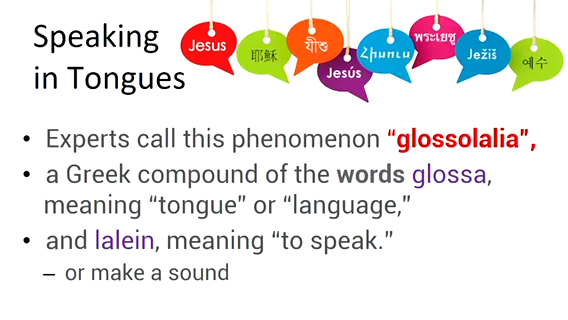 Speaking
in Tongues
Jesus
耶稣
यीशु
Jesús
Հիսուս
พระเยซู
Ježiš
예수
• Experts call this phenomenon “glossolalia”,
• a Greek compound of the words glossa,
meaning “tongue” or “language,”
• and lalein, meaning “to speak.”
– or make a sound